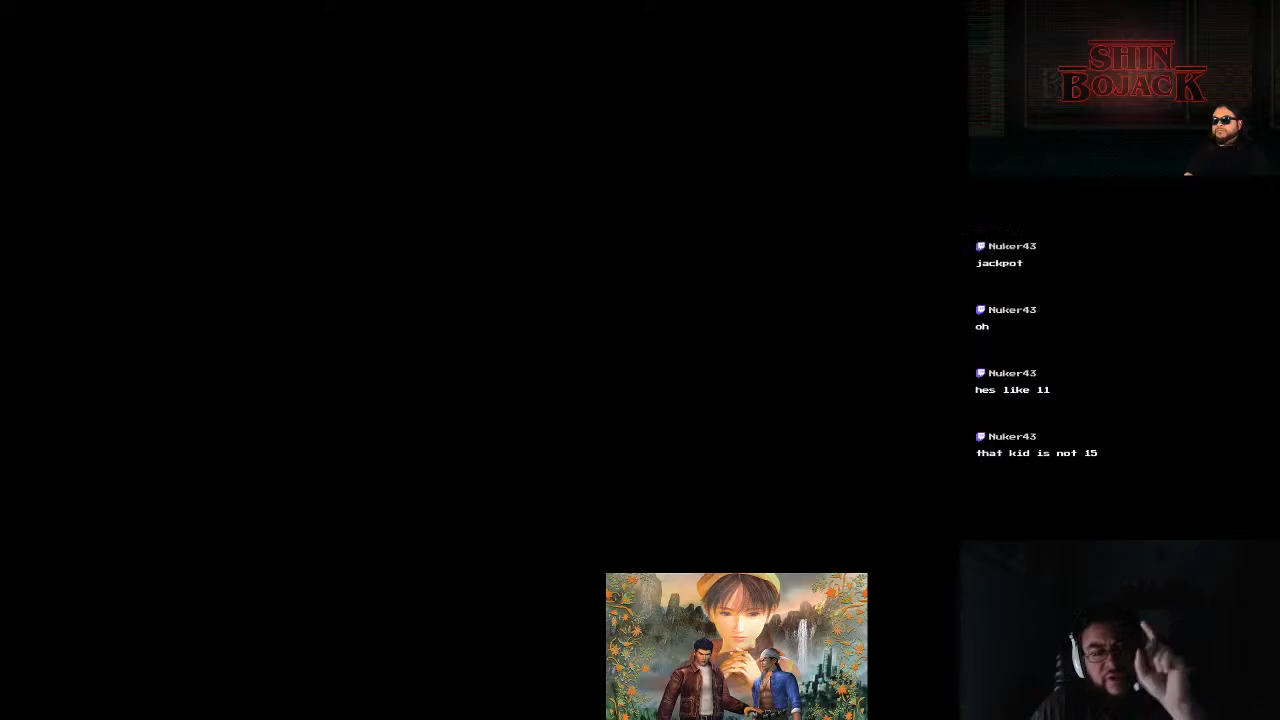 SHIN
BOJACK
Nuker43
jackpot
Nuker43
oh
Nuker43
hes like 11
Nuker43
that kid is not 15